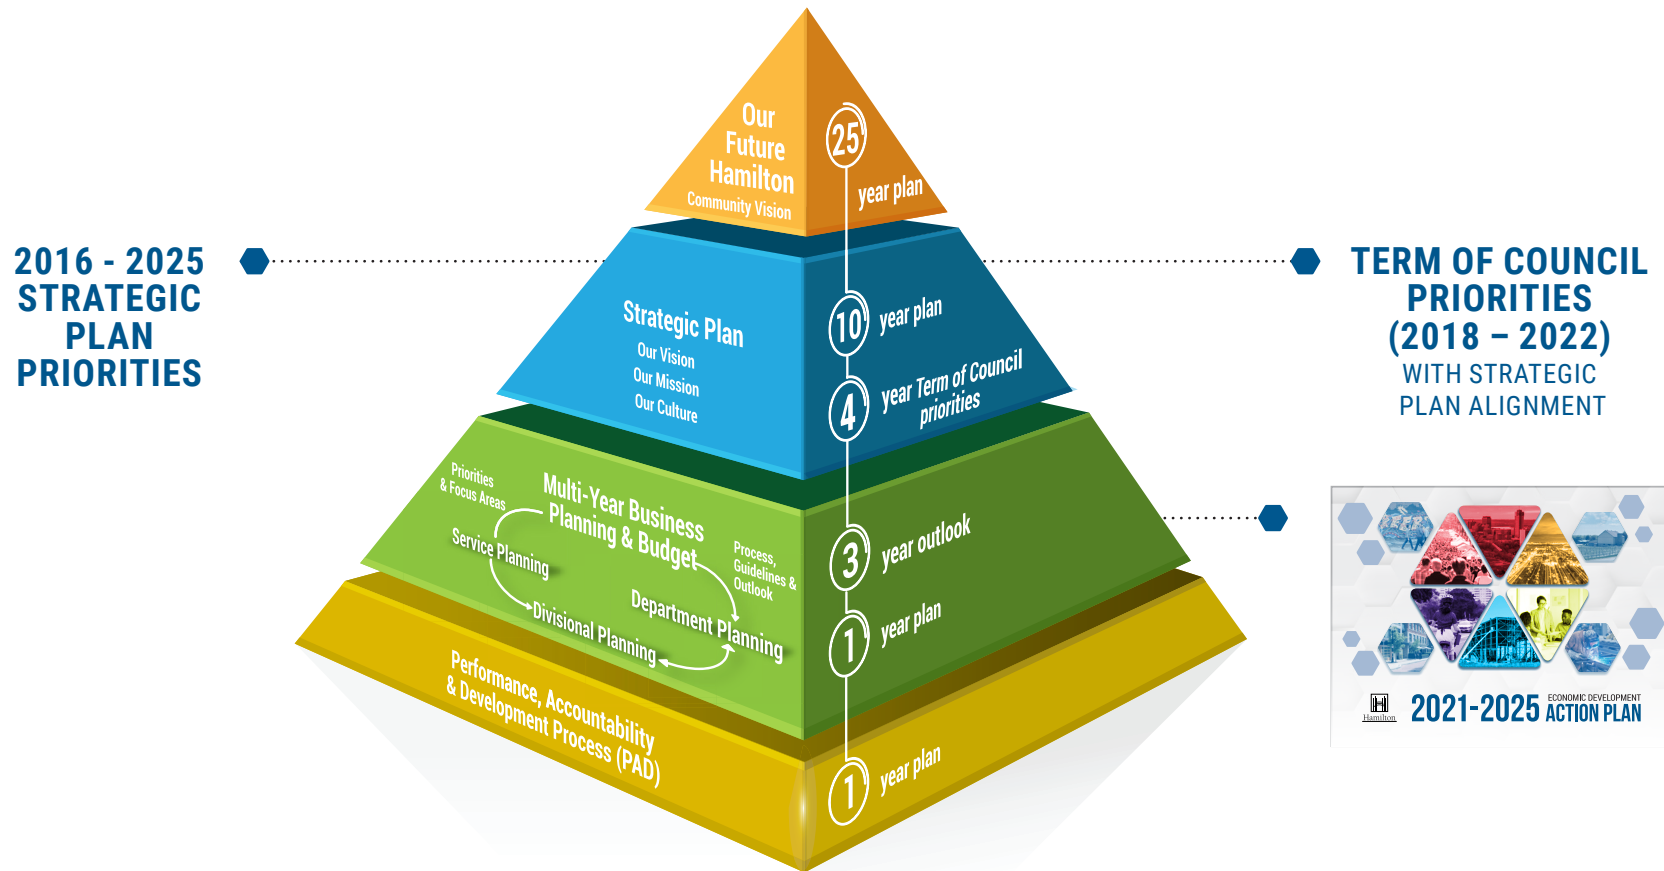 Our
Future
Hamilton
Community Vision
25
year plan
2016 - 2025
STRATEGIC
PLAN
PRIORITIES
TERM OF COUNCIL
PRIORITIES
(2018 – 2022)
WITH STRATEGIC
PLAN ALIGNMENT
Strategic Plan
Our Vision
Our Mission
Our Culture
10
year plan
4
year Term of Council
priorities
Priorities
& Focus Areas
Multi-Year Business
Planning & Budget
Service Planning
Process,
Guidelines &
Outlook
Department Planning
Divisional Planning
3
year outlook
1
year plan
Performance, Accountability
& Development Process (PAD)
1
year plan
BEER
Hamilton
2021-2025
ECONOMIC DEVELOPMENT
ACTION PLAN